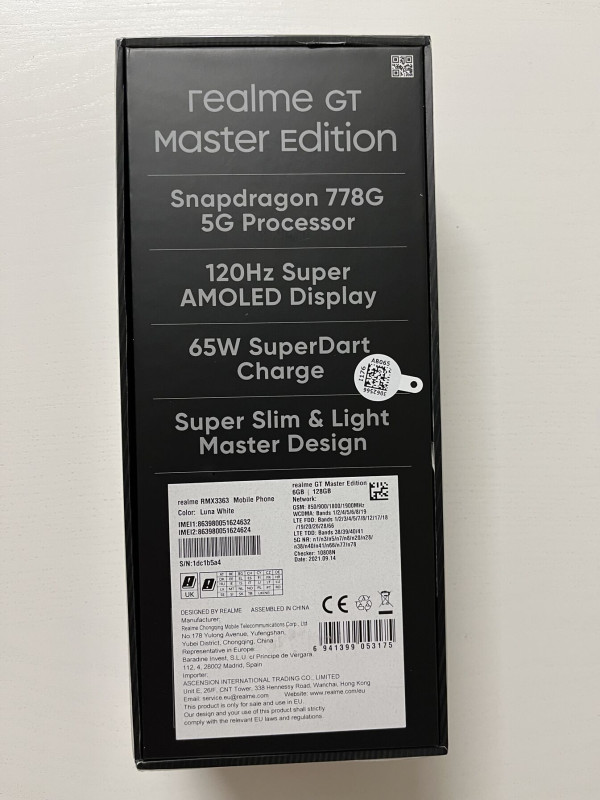 realme GT
Master Edition
Snapdragon 778G
5G Processor
120Hz Super
AMOLED Display
65W SuperDart
Charge
A8065
1176
Super Slim & Light
Master Design
realme RMX3363 Mobile Phone
Color: Luna White
IMEI1:863980051624632
IMEI2:863980051624624
S/N:1dc1b5a4
realme GT Master Edition
6GB | 128GB
Network:
GSM: 850/900/1800/1900MHz
WCDMA: Bands 1/2/4/5/6/8/19
LTE FDD: Bands 1/2/3/4/5/7/8/12/17/18
/19/20/26/28/66
LTE TDD: Bands 38/39/40/41
5G NR: n1/n3/n5/n7/n8/n20/n28/
n38/n40/n41/n66/n77/n78
Checker: 10808N
Date: 2021.09.14
UK
DESIGNED BY REALME ASSEMBLED IN CHINA
Manufacturer:
Realme Chongqing Mobile Telecommunications Corp., Ltd
No.178 Yulong Avenue, Yufengshan,
Yubei District, Chongqing, China
Representative in Europe:
Baradine Invest, S.L.U. c/ Principe de Vergara
112, 4, 28002 Madrid, Spain
Importer:
ASCENSION INTERNATIONAL TRADING CO., LIMITED
Unit E, 26/F, CNT Tower, 338 Hennessy Road, Wanchai, Hong Kong
Email: service.eu@realme.com Website: www.realme.com/eu
This product is only for sale and use in EU.
Our design and your use of this product shall strictly
comply with the relevant EU laws and regulations.
CE
6 941399 053175